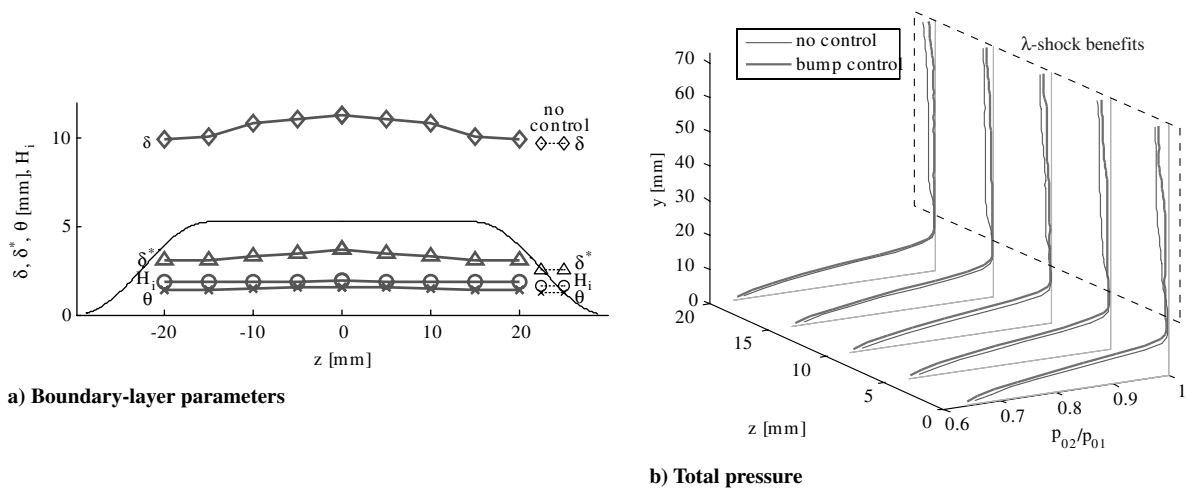 no
control
δ
δ
10
5
0
δ*
δ*
H_i
H_i
θ
θ
-20
-10
0
10
20
z [mm]
δ, δ*, θ [mm], H_i
a) Boundary-layer parameters
no control
bump control
λ-shock benefits
70
60
50
40
30
20
10
0
y [mm]
20
15
10
5
0
z [mm]
0.6
0.7
0.8
0.9
1
p_02/p_01
b) Total pressure